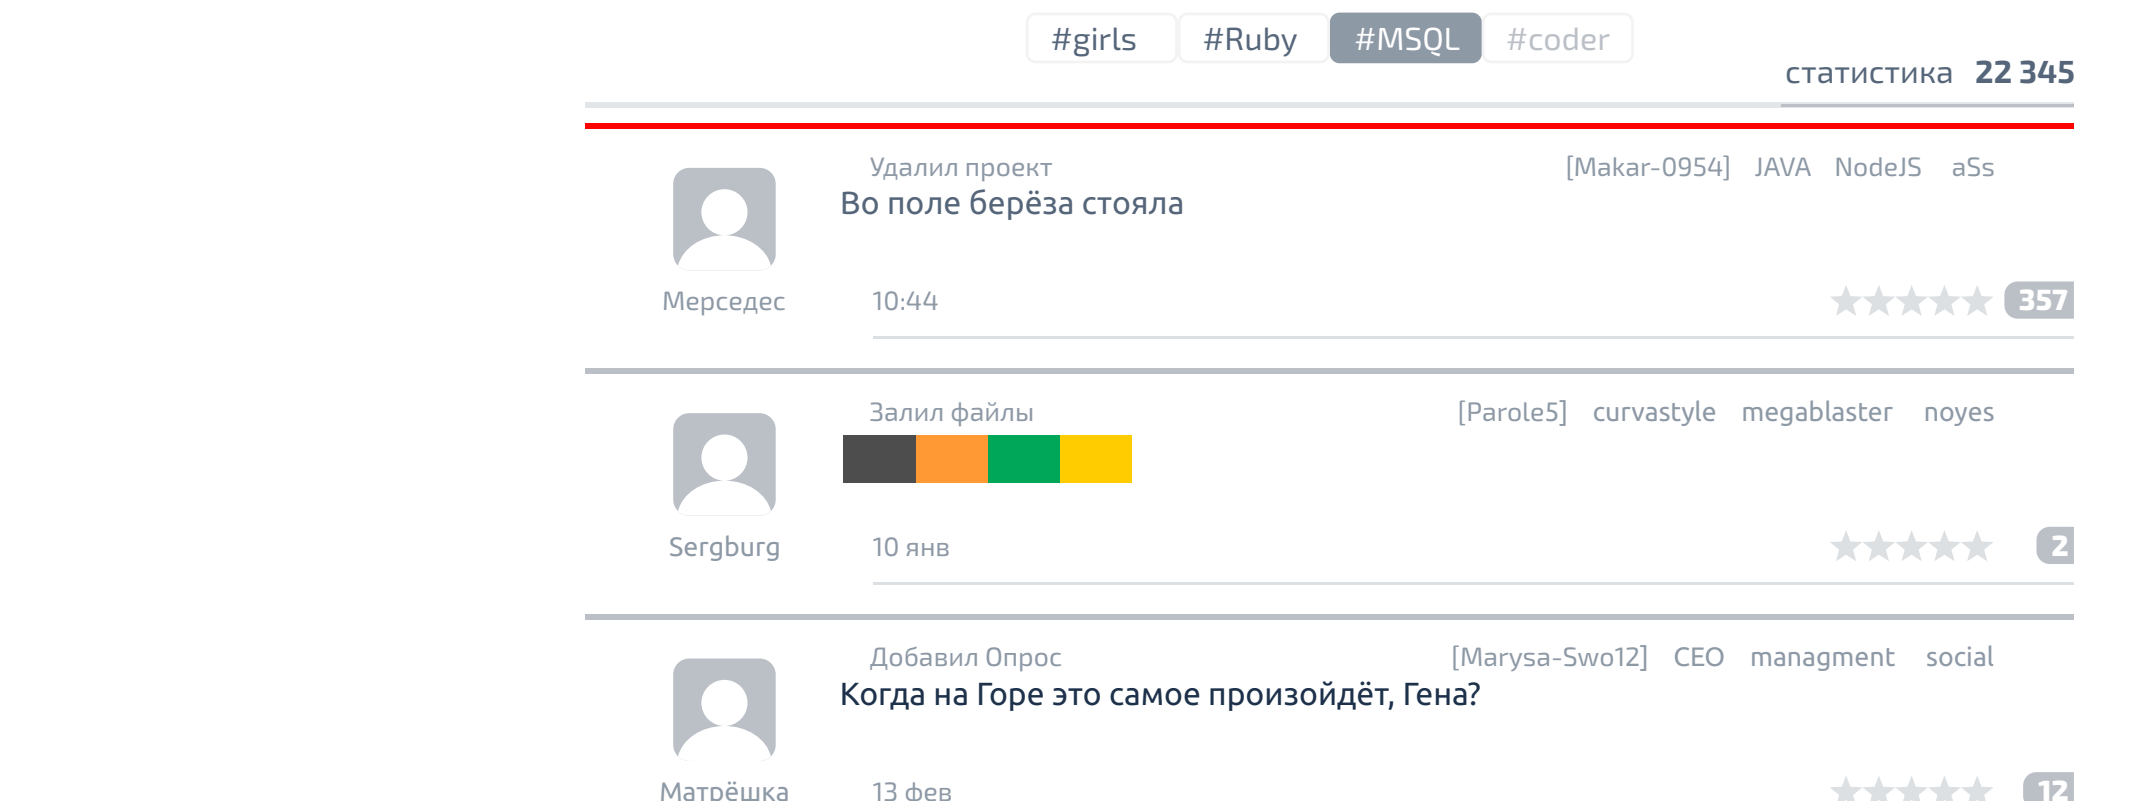 #girls #Ruby #MSQL #coder
статистика 22 345
Удалил проект [Makar-0954] JAVA NodeJS aSs
Во поле берёза стояла
Мерседес 10:44 357
Залил файлы [Parole5] curvastyle megablaster noyes
Sergburg 10 янв 2
Добавил Опрос [Marysa-Swo12] CEO managment social
Когда на Горе это самое произойдёт, Гена?
Матрёшка 13 фев 12